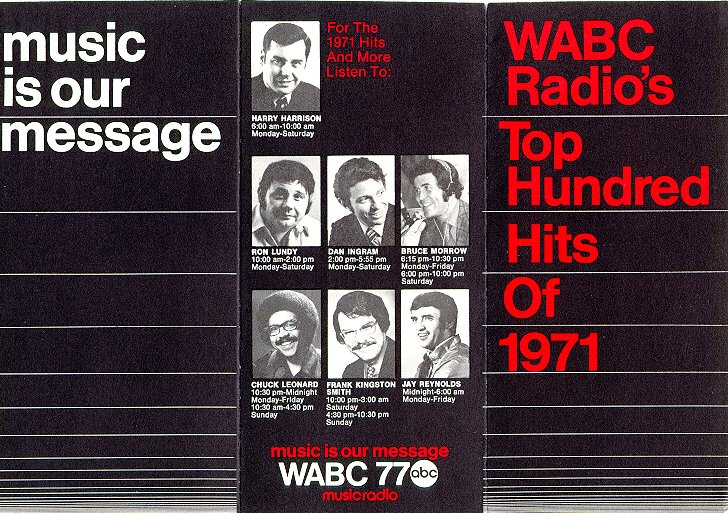 music
is our
message
For The
1971 Hits
And More
Listen To:
HARRY HARRISON
6:00 am-10:00 am
Monday-Saturday
RON LUNDY
10:00 am-2:00 pm
Monday-Saturday
DAN INGRAM
2:00 pm-5:55 pm
Monday-Saturday
BRUCE MORROW
6:15 pm-10:30 pm
Monday-Friday
6:00 pm-10:00 pm
Saturday
CHUCK LEONARD
10:30 pm-Midnight
Monday-Friday
10:30 am-4:30 pm
Sunday
FRANK KINGSTON
SMITH
10:00 pm-3:00 am
Saturday
4:30 pm-10:30 pm
Sunday
JAY REYNOLDS
Midnight-6:00 am
Monday-Friday
music is our message
WABC 77 abc
musicradio
WABC
Radio's
Top
Hundred
Hits
Of
1971